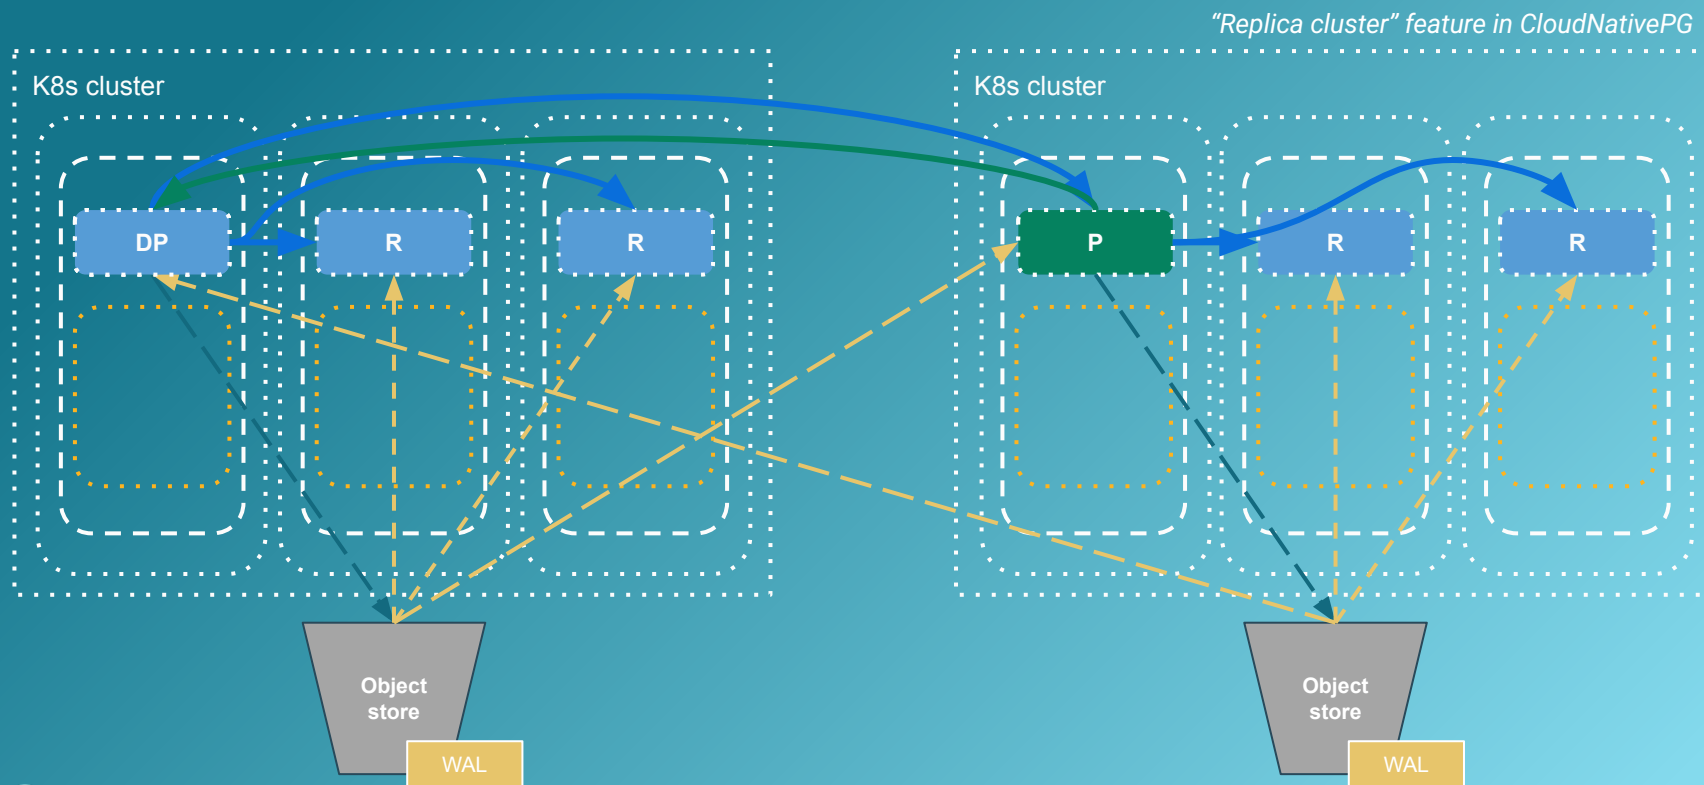 “Replica cluster” feature in CloudNativePG
K8s cluster
K8s cluster
DP
R
R
P
R
R
Object
store
WAL
Object
store
WAL